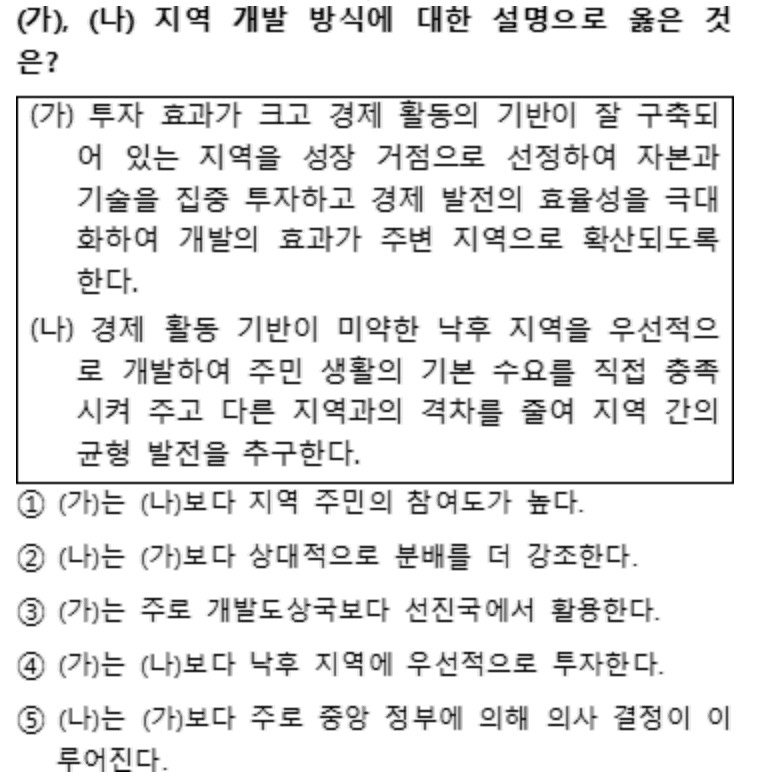 (가), (나) 지역 개발 방식에 대한 설명으로 옳은 것
은?
(가) 투자 효과가 크고 경제 활동의 기반이 잘 구축되
어 있는 지역을 성장 거점으로 선정하여 자본과
기술을 집중 투자하고 경제 발전의 효율성을 극대
화하여 개발의 효과가 주변 지역으로 확산되도록
한다.
(나) 경제 활동 기반이 미약한 낙후 지역을 우선적으
로 개발하여 주민 생활의 기본 수요를 직접 충족
시켜 주고 다른 지역과의 격차를 줄여 지역 간의
균형 발전을 추구한다.
① (가)는 (나)보다 지역 주민의 참여도가 높다.
② (나)는 (가)보다 상대적으로 분배를 더 강조한다.
③ (가)는 주로 개발도상국보다 선진국에서 활용한다.
④ (가)는 (나)보다 낙후 지역에 우선적으로 투자한다.
⑤ (나)는 (가)보다 주로 중앙 정부에 의해 의사 결정이 이
루어진다.